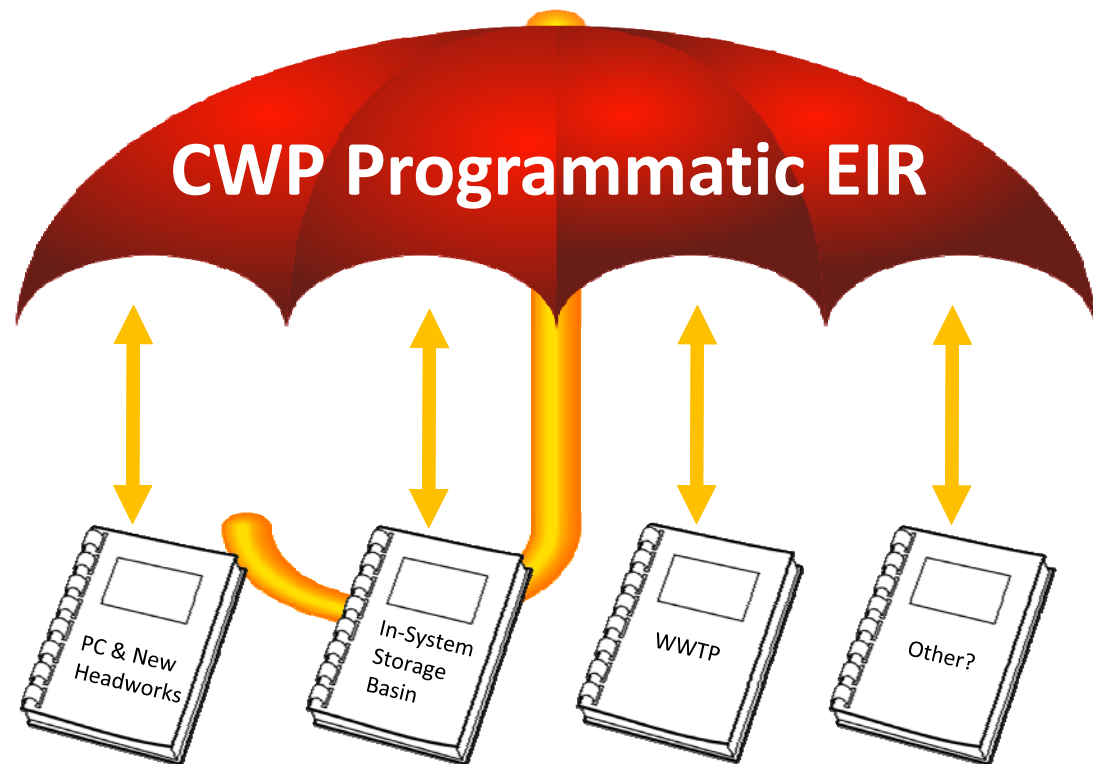 CWP Programmatic EIR
PC & New
Headworks
In-System
Storage
Basin
WWTP
Other?